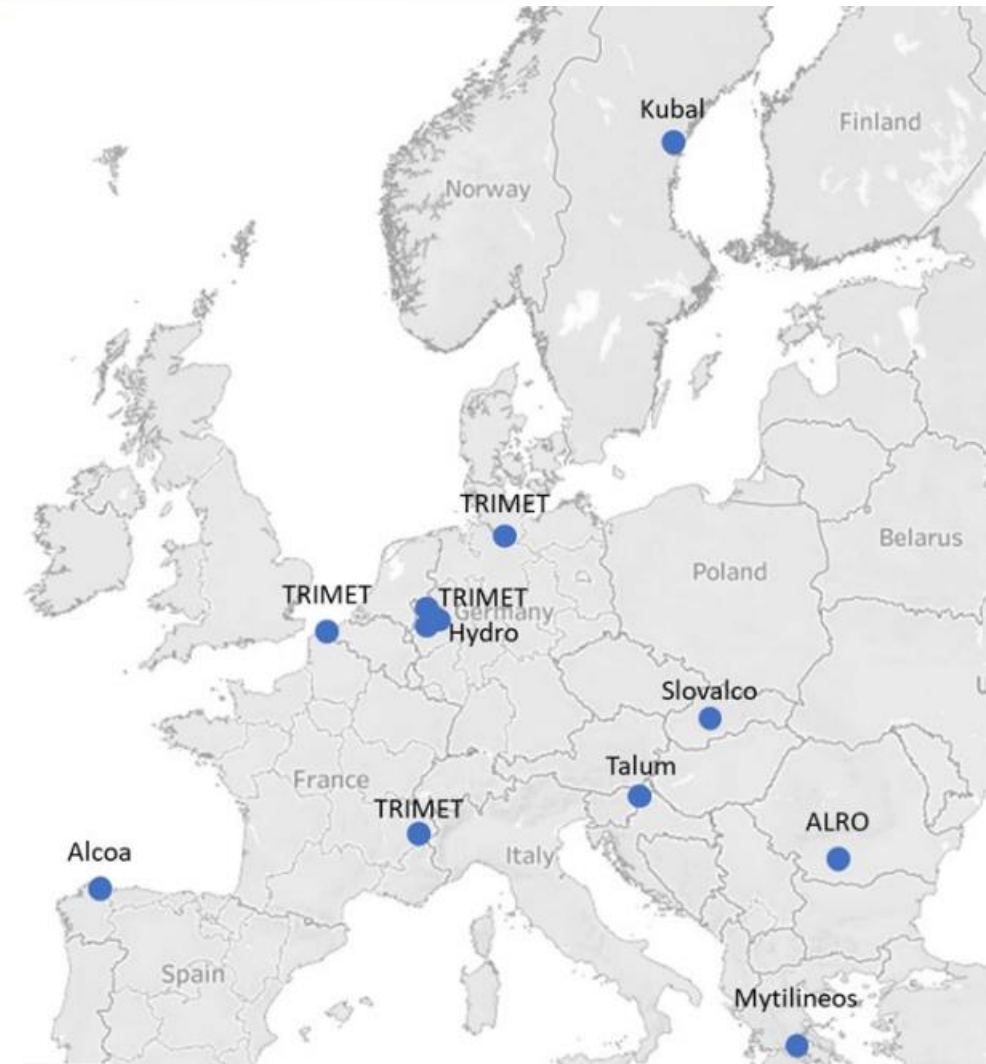 Kubal
Finland
Norway
TRIMET
Belarus
Poland
TRIMET
TRIMET
Germany
Hydro
Slovalco
Talum
France
TRIMET
ALRO
Alcoa
Italy
Spain
Mytilineos